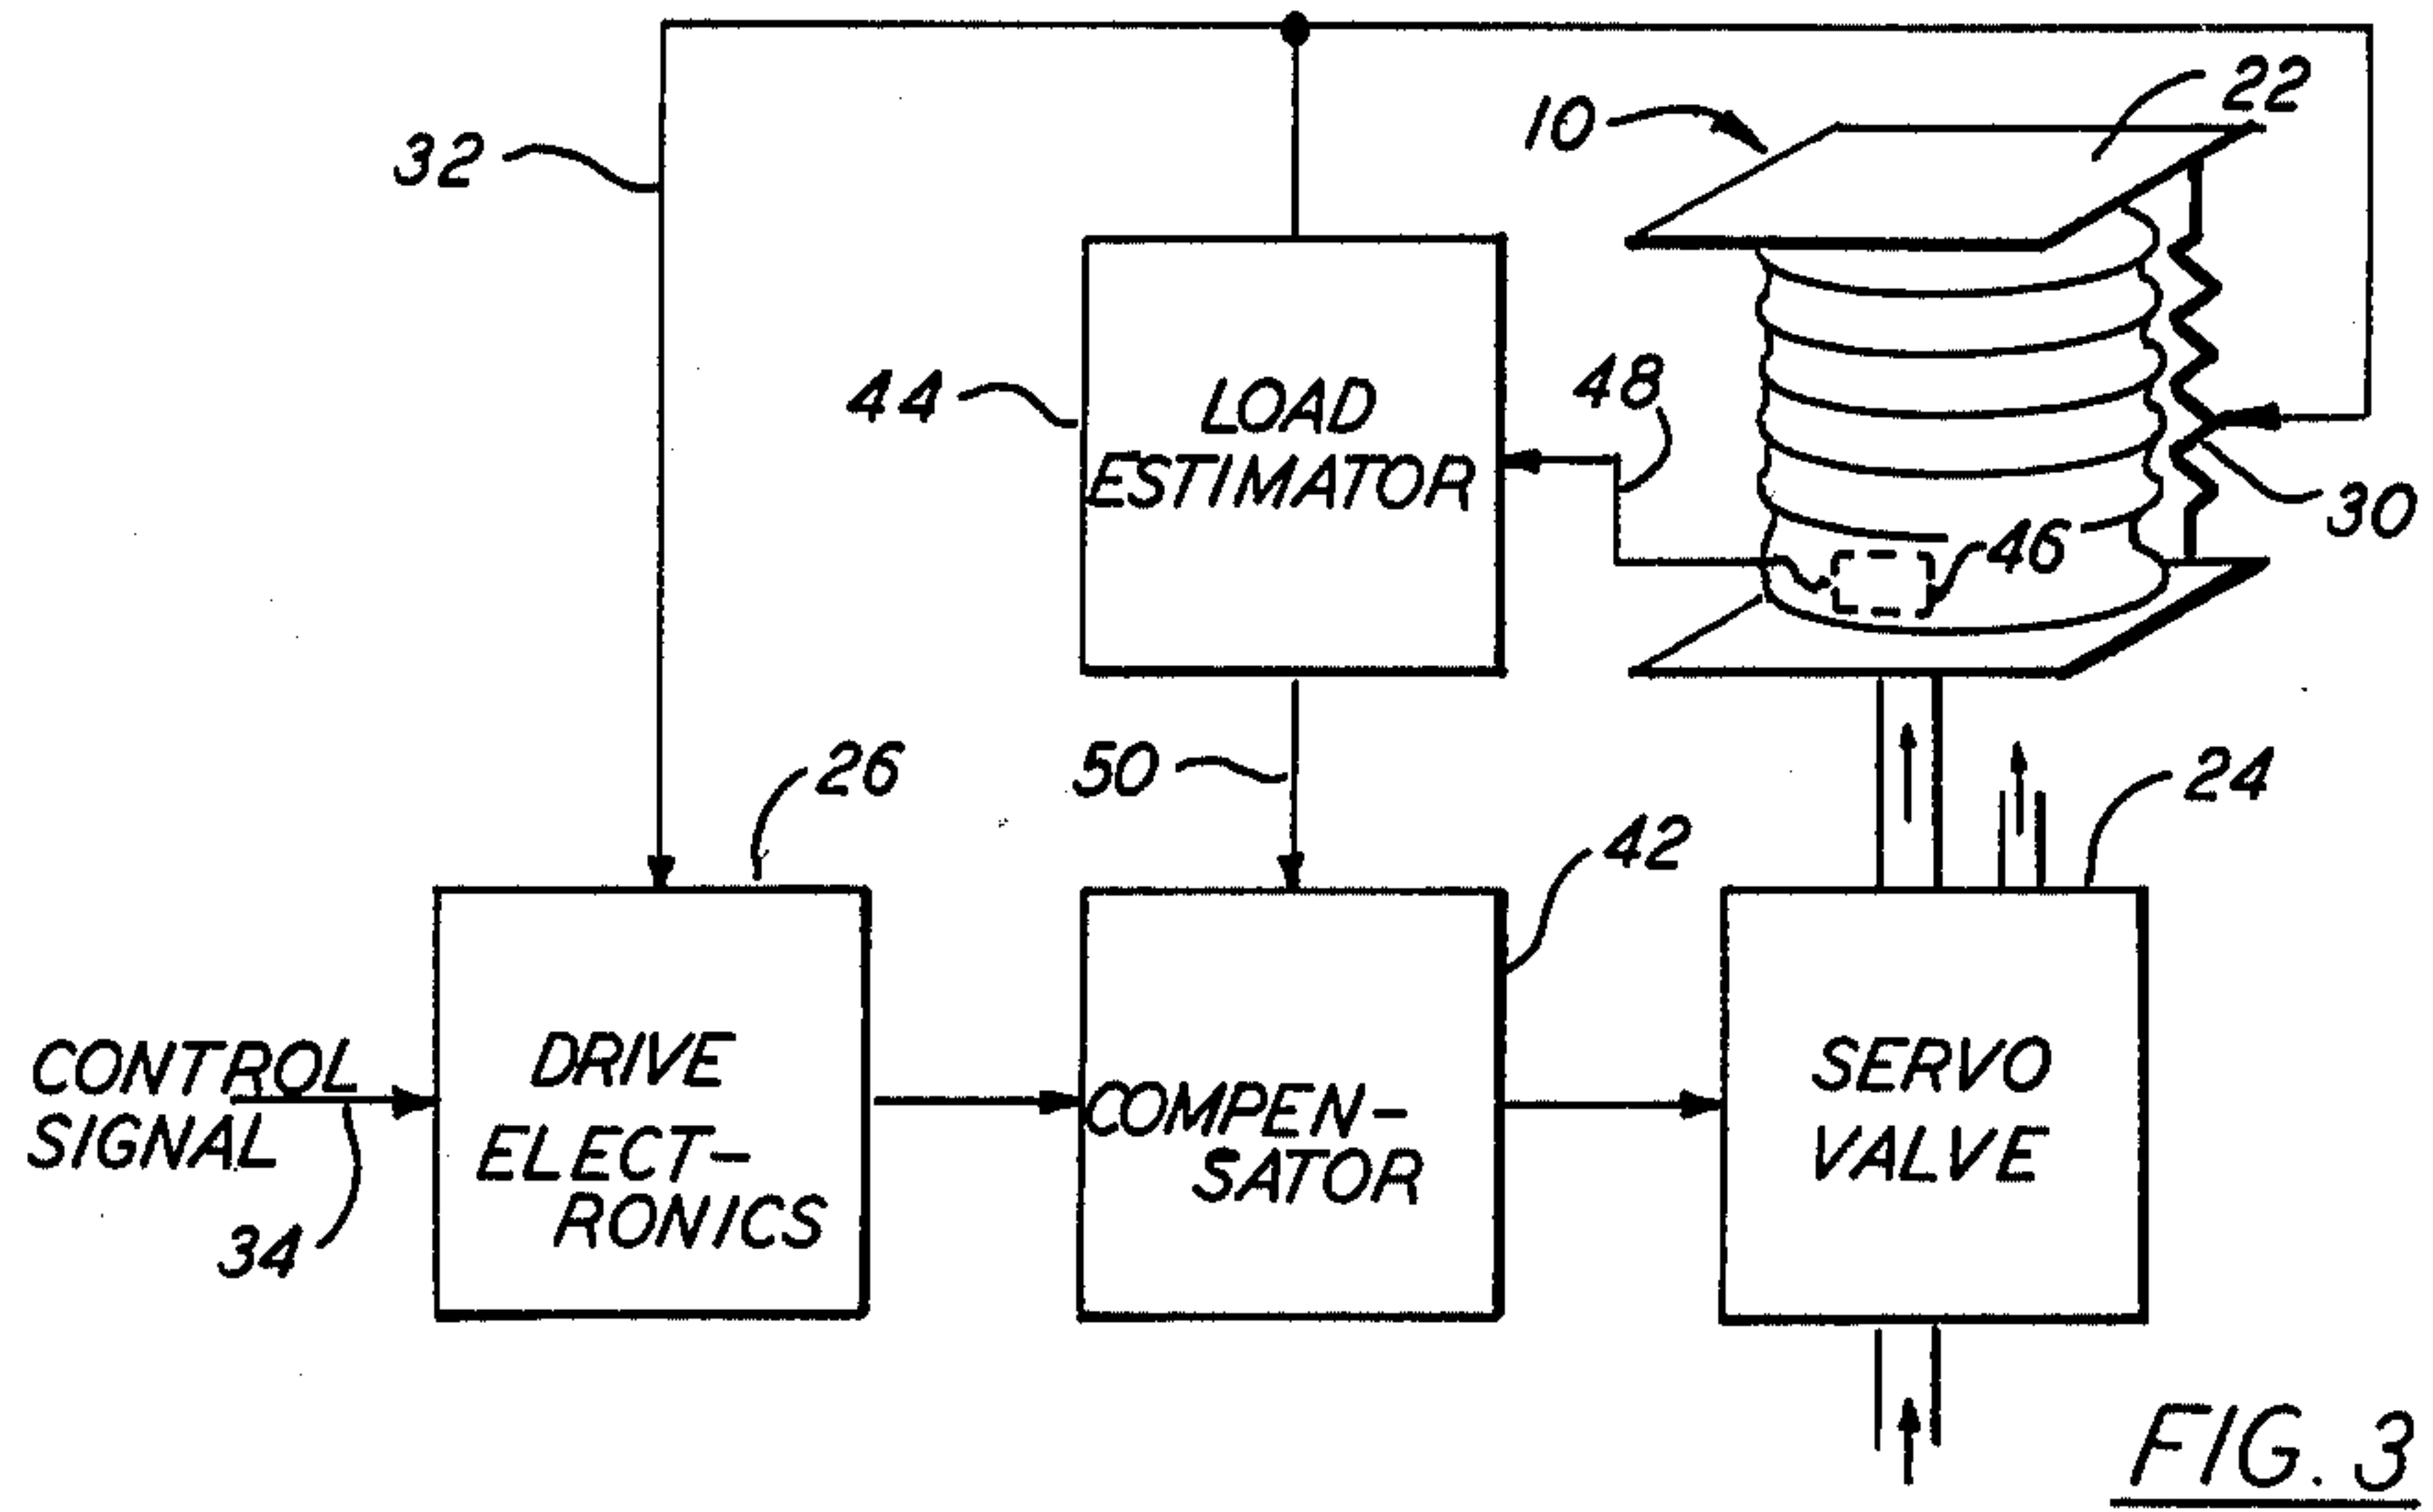 32
10
22
44
LOAD
ESTIMATOR
48
30
46
26
50
42
24
CONTROL
SIGNAL
34
DRIVE
ELECT-
RONICS
COMPEN-
SATOR
SERVO
VALVE
FIG. 3